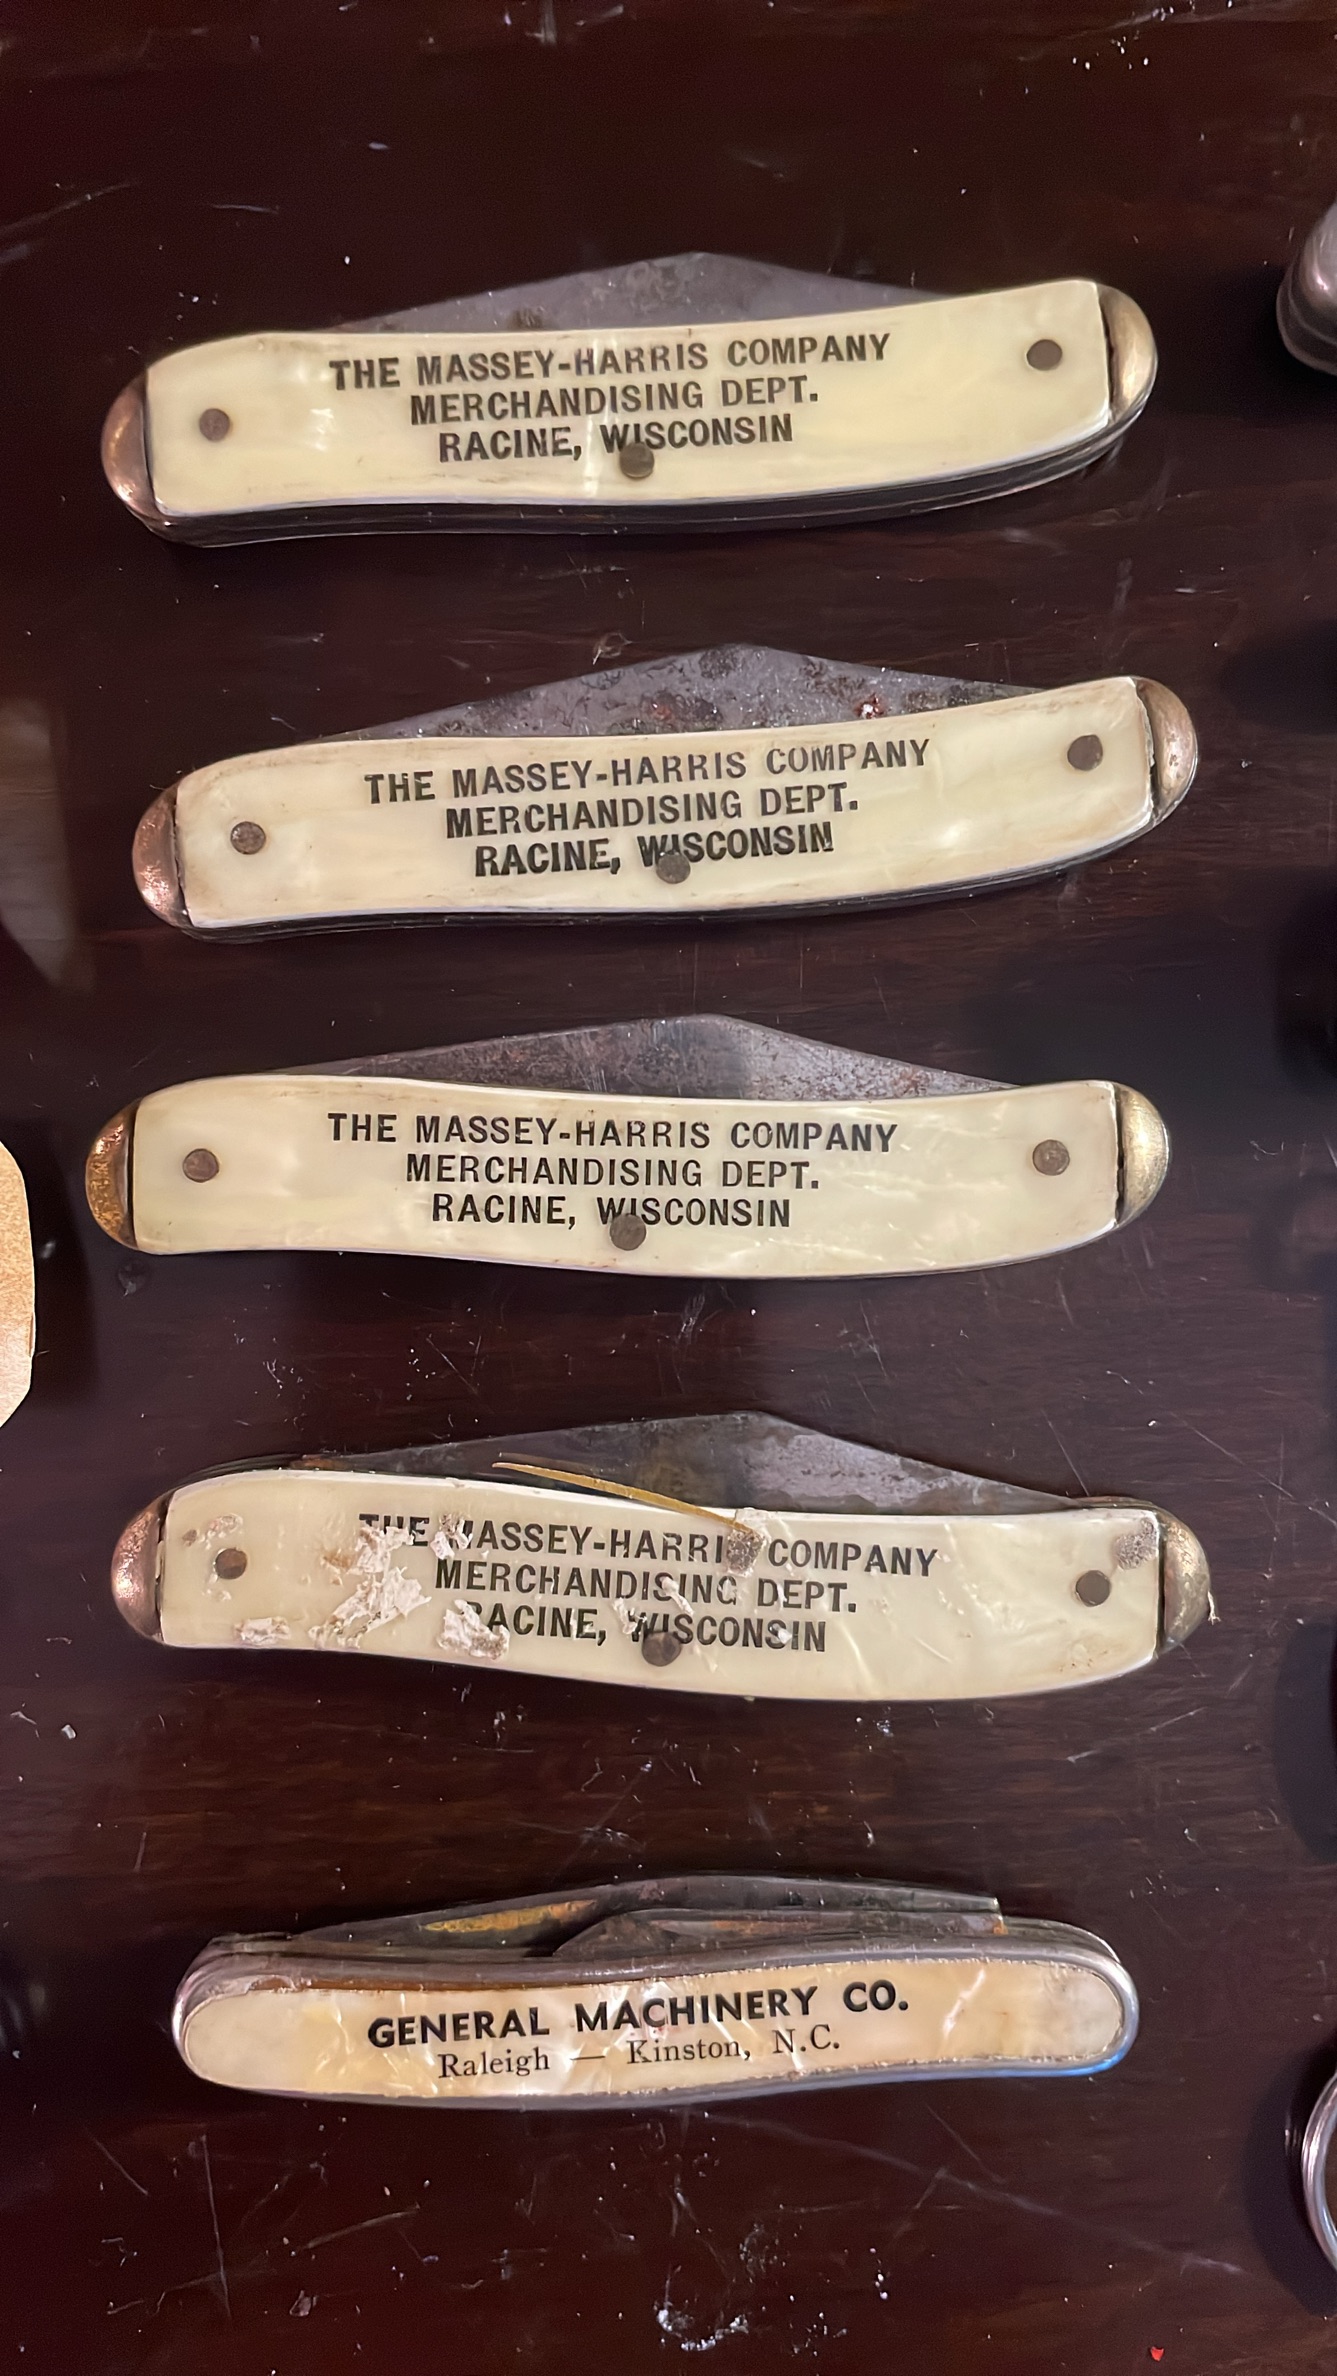 THE MASSEY-HARRIS COMPANY
MERCHANDISING DEPT.
RACINE, WISCONSIN
THE MASSEY-HARRIS COMPANY
MERCHANDISING DEPT.
RACINE, WISCONSIN
THE MASSEY-HARRIS COMPANY
MERCHANDISING DEPT.
RACINE, WISCONSIN
THE MASSEY-HARRIS COMPANY
MERCHANDISING DEPT.
RACINE, WISCONSIN
GENERAL MACHINERY CO.
Raleigh — Kinston, N.C.